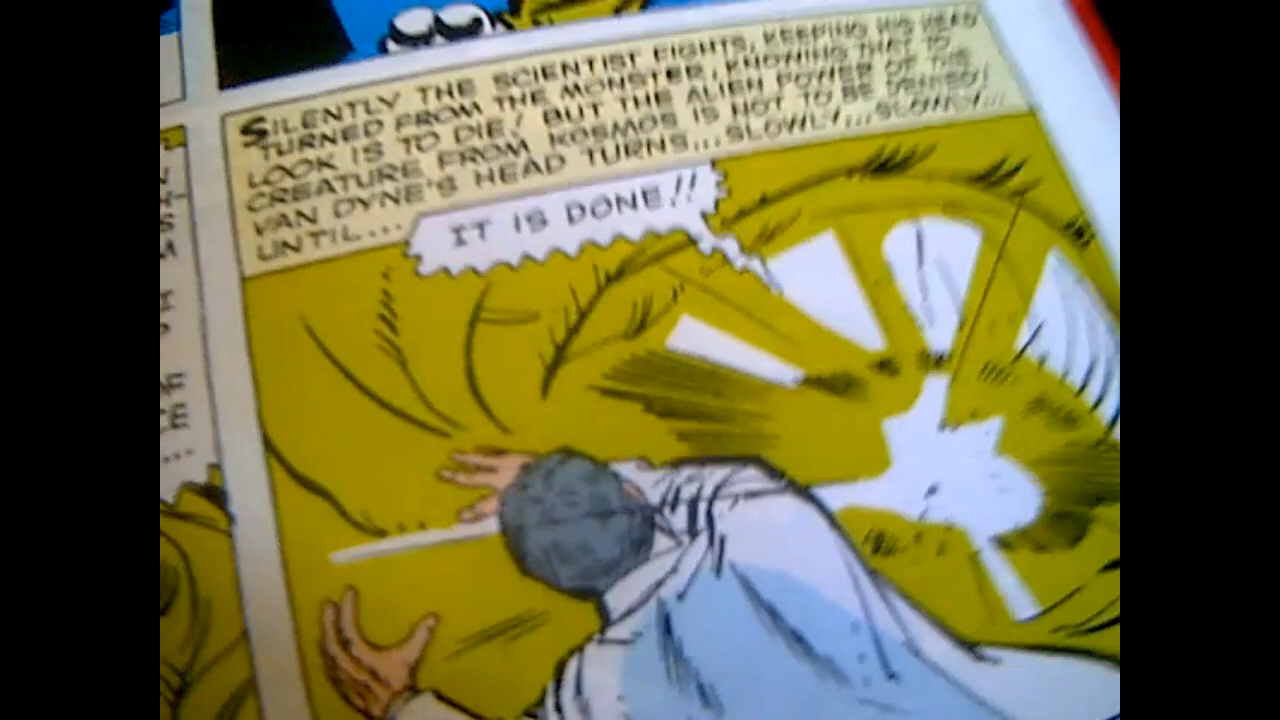 SILENTLY THE SCIENTIST FIGHTS, KEEPING HIS HEAD
TURNED FROM THE MONSTER, KNOWING THAT TO
LOOK IS TO DIE! BUT THE ALIEN POWER OF THE
CREATURE FROM KOSMOS IS NOT TO BE DENIED!
VAN DYNE'S HEAD TURNS...SLOWLY...SLOWLY...
UNTIL...
IT IS DONE!!